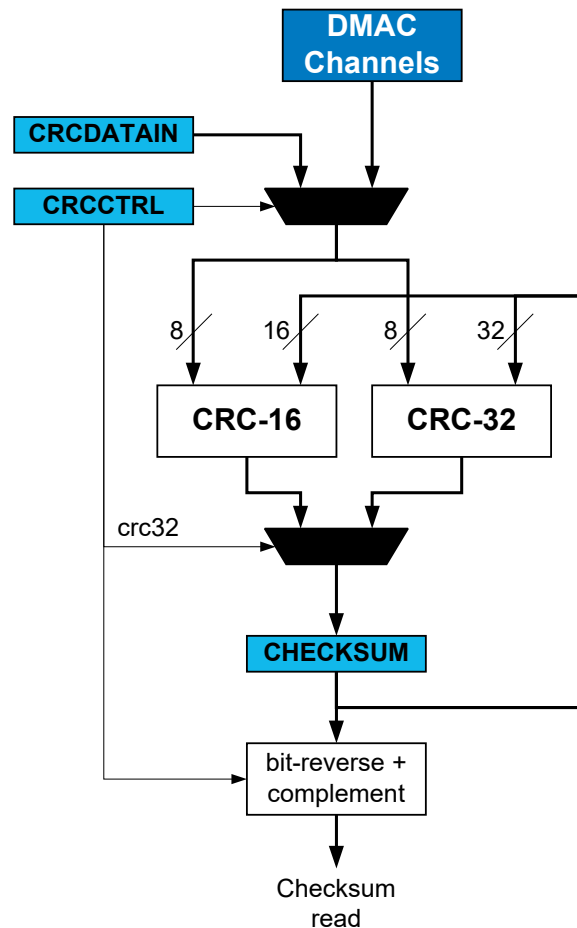 DMAC
Channels
CRCDATAIN
CRCCTRL
8
16
8
32
CRC-16
CRC-32
crc32
CHECKSUM
bit-reverse +
complement
Checksum
read